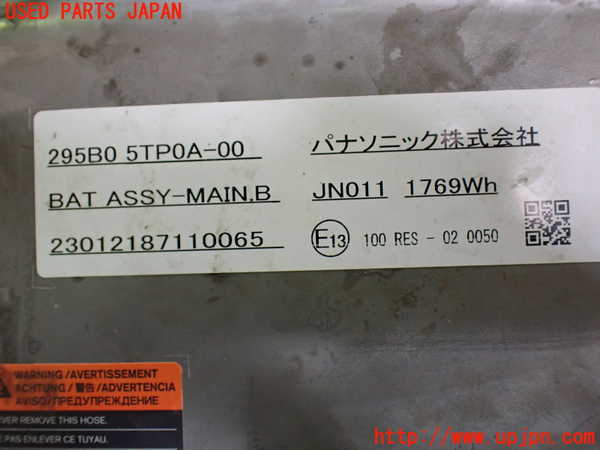 USED PARTS JAPAN
295B0 5TP0A-00 パナソニック株式会社
BAT ASSY-MAIN,B JN011 1769Wh
23012187110065 E13 100 RES - 02 0050
WARNING /AVERTISSEMENT
ACHTUNG /警告 /ADVERTENCIA
AVISO/ПРЕДУПРЕЖДЕНИЕ
EVER REMOVE THIS HOSE.
PAS ENLEVER CE TUYAU.
http://www.upjpn.com/